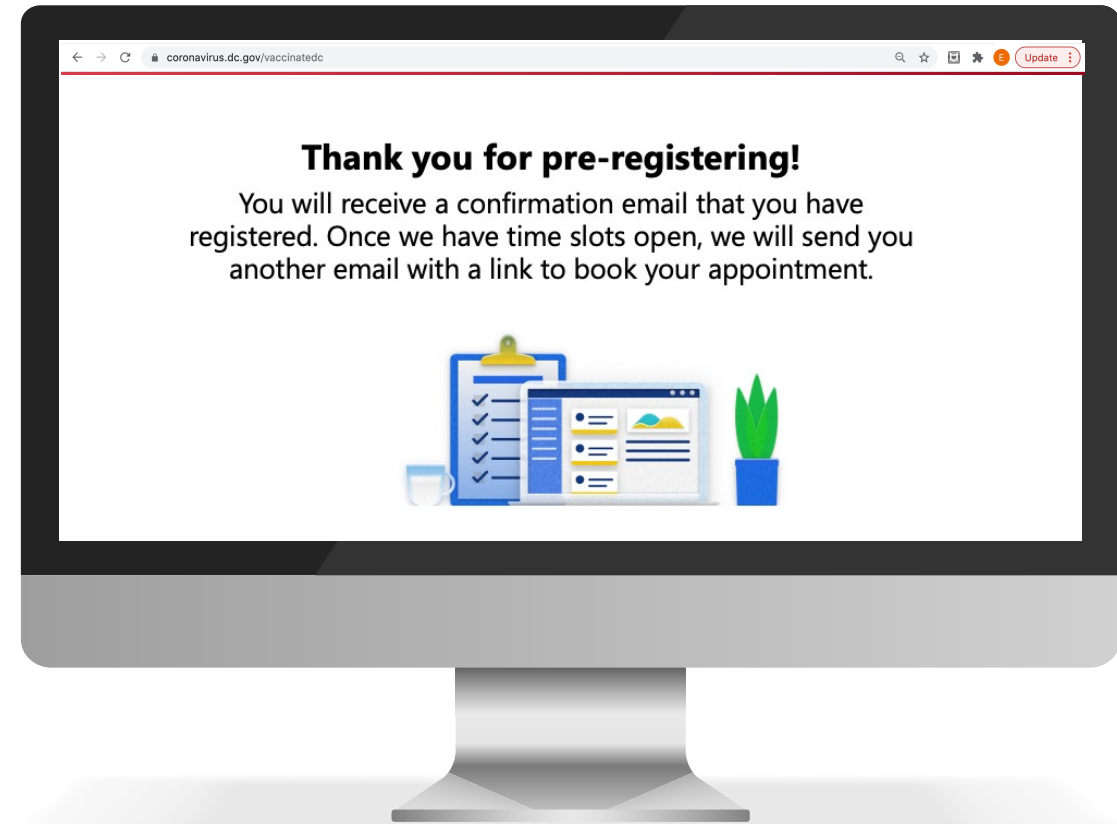 coronavirus.dc.gov/vaccinatedc
E
Update
Thank you for pre-registering!
You will receive a confirmation email that you have
registered. Once we have time slots open, we will send you
another email with a link to book your appointment.